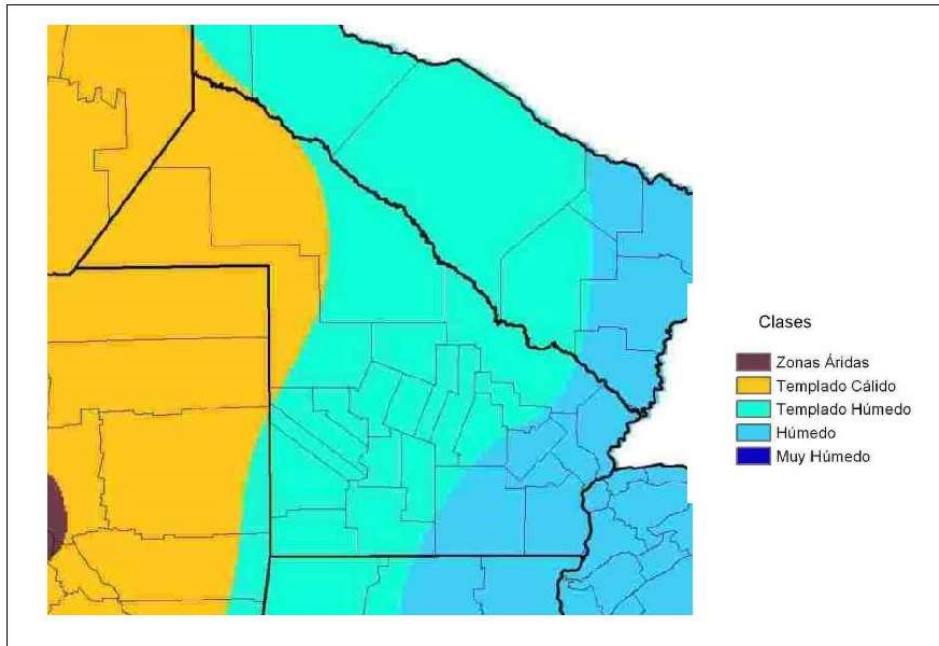 Clases
Zonas Áridas
Templado Cálido
Templado Húmedo
Húmedo
Muy Húmedo